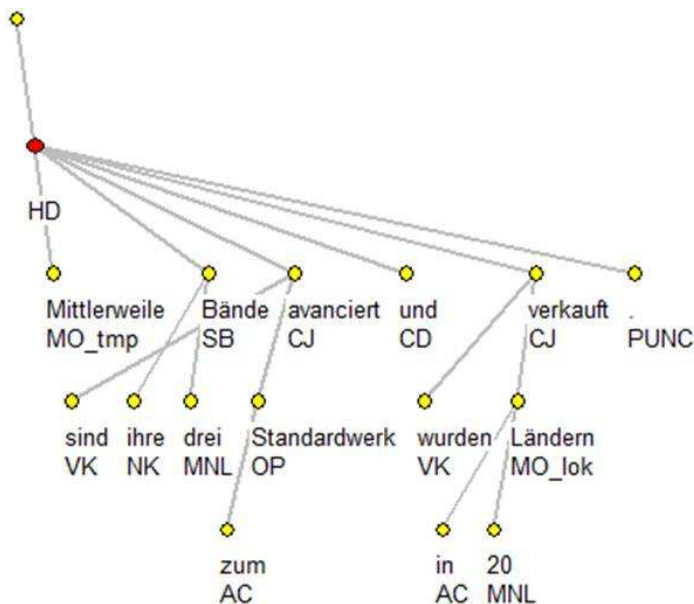 HD
Mittlerweile Bände avanciert und verkauft .
MO_tmp SB CJ CD CJ PUNC
sind ihre drei Standardwerk wurden Ländern
VK NK MNL OP VK MO_lok
zum in 20
AC AC MNL